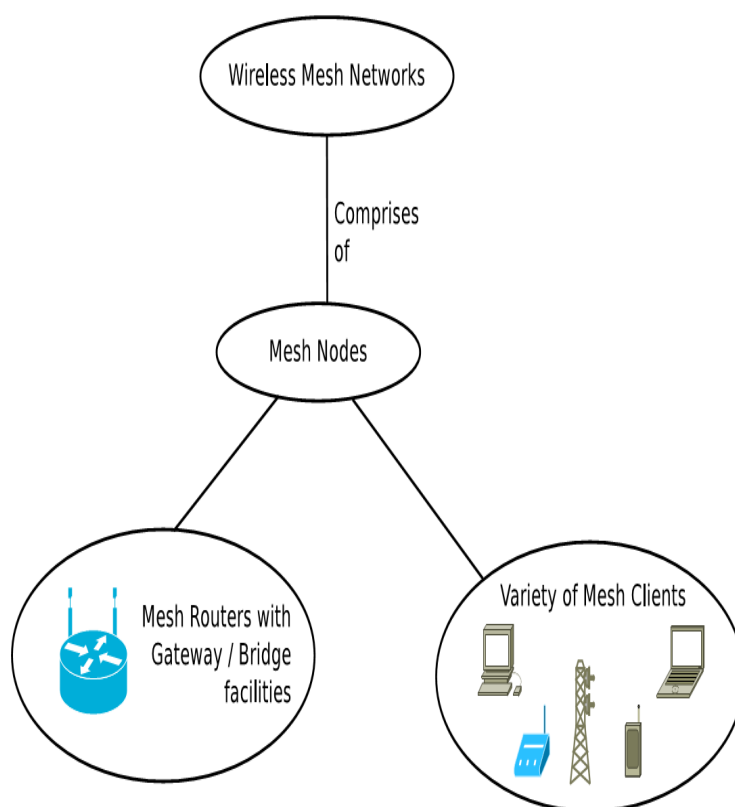 Wireless Mesh Networks
Comprises
of
Mesh Nodes
Mesh Routers with
Gateway / Bridge
facilities
Variety of Mesh Clients